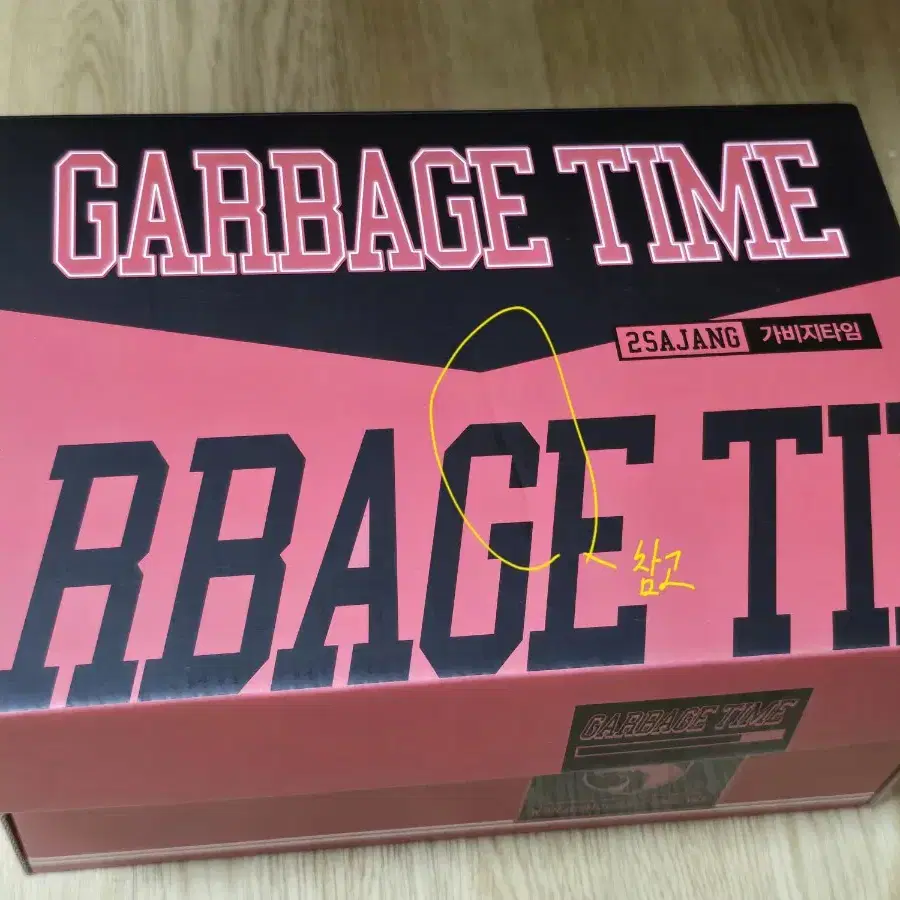 GARBAGE TIME
2SAJANG 가비지타임
RBAGE TI
참고
GARBAGE TIME